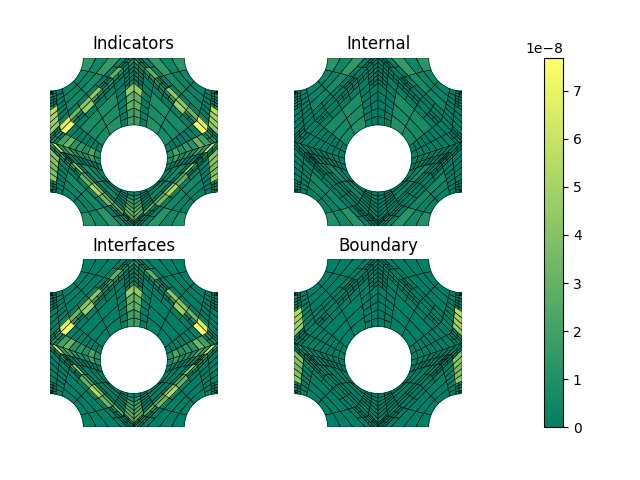 Indicators
Internal
1e−8
7
6
5
4
3
2
1
0
Interfaces
Boundary